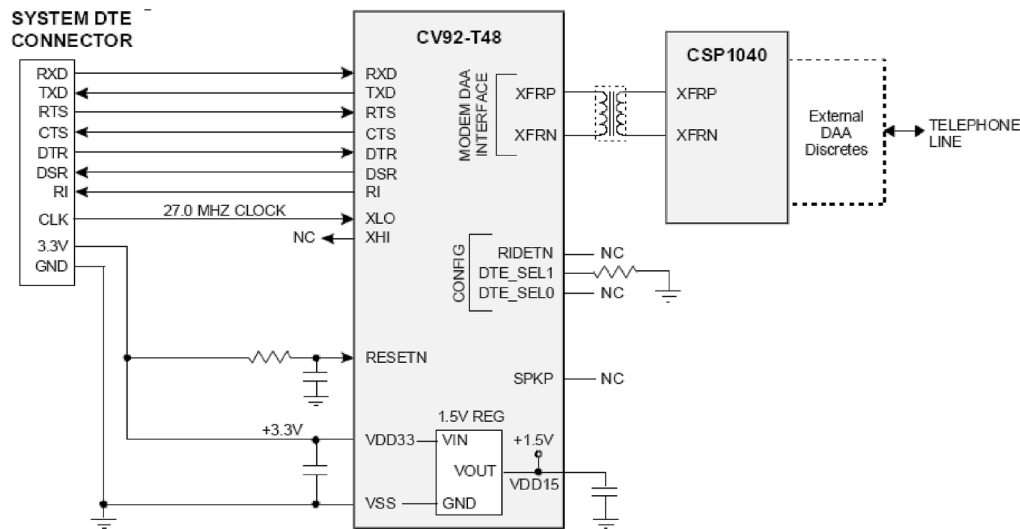 SYSTEM DTE
CONNECTOR
RXD
TXD
RTS
CTS
DTR
DSR
RI
CLK
3.3V
GND
27.0 MHZ CLOCK
NC
+3.3V
CV92-T48
RXD
TXD
RTS
CTS
DTR
DSR
RI
XLO
XHI
RESETN
VDD33
VSS
MODEM DAA
INTERFACE
XFRP
XFRN
CONFIG
RIDETN
DTE_SEL1
DTE_SEL0
NC
NC
SPKP
NC
1.5V REG
VIN
VOUT
GND
+1.5V
VDD15
CSP1040
XFRP
XFRN
External
DAA
Discretes
TELEPHONE
LINE